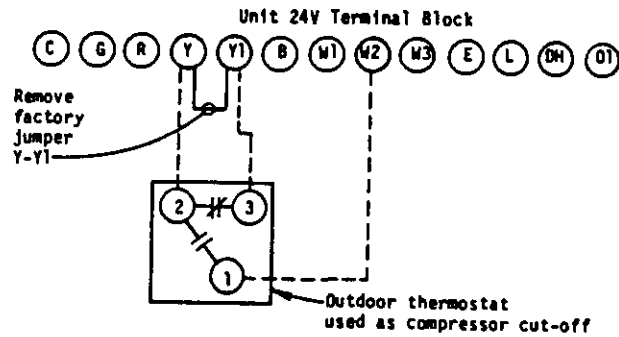 Unit 24V Terminal Block
C G R Y Y1 B W1 W2 W3 E L DH O1
Remove
factory
jumper
Y-Y1
2 3
1
Outdoor thermostat
used as compressor cut-off